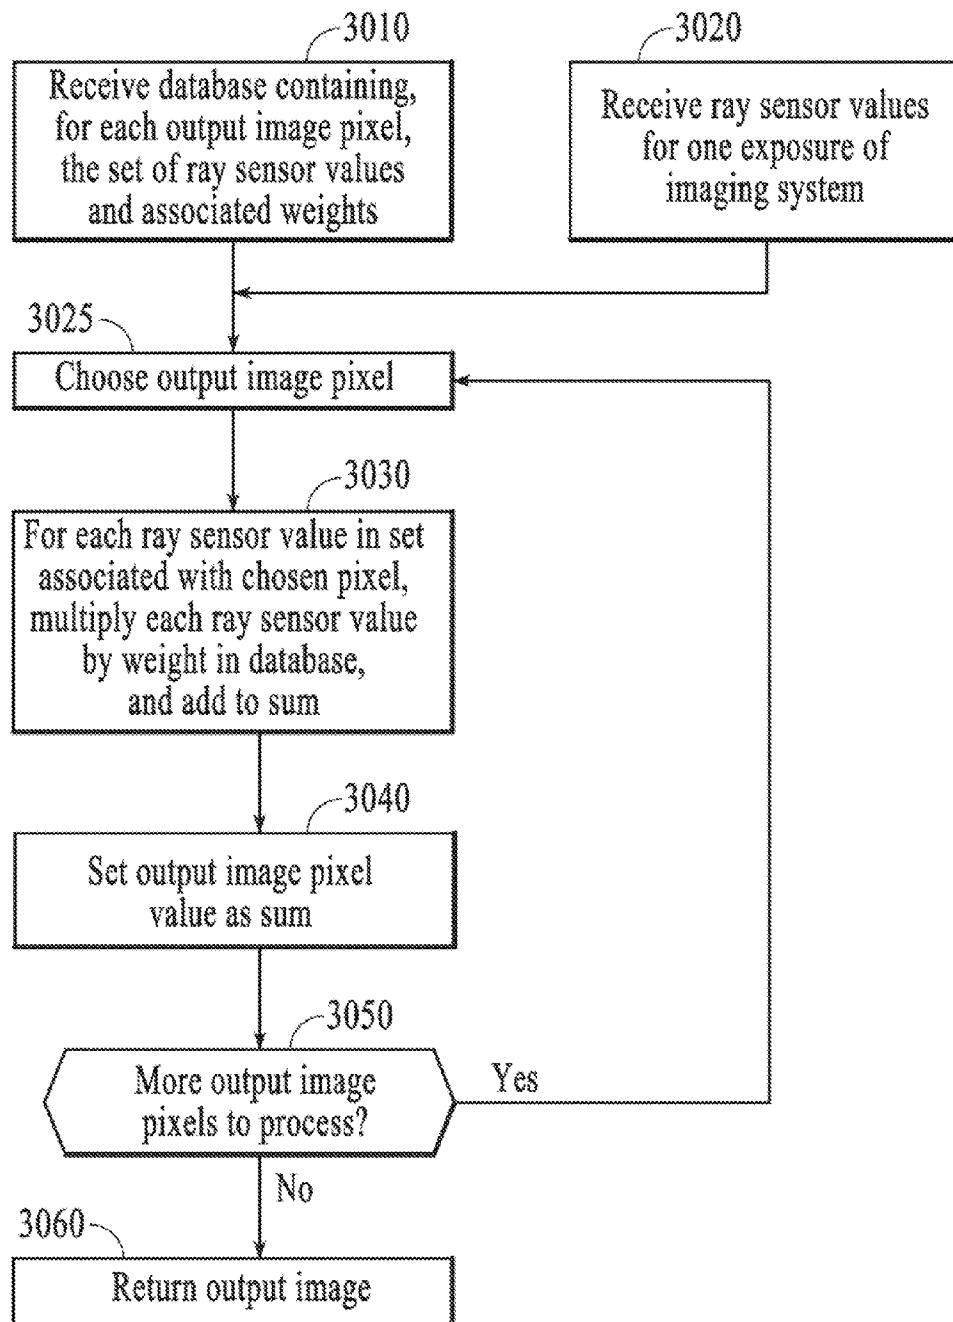 3010
Receive database containing,
for each output image pixel,
the set of ray sensor values
and associated weights
3020
Receive ray sensor values
for one exposure of
imaging system
3025
Choose output image pixel
3030
For each ray sensor value in set
associated with chosen pixel,
multiply each ray sensor value
by weight in database,
and add to sum
3040
Set output image pixel
value as sum
3050
More output image
pixels to process?
Yes
No
3060
Return output image